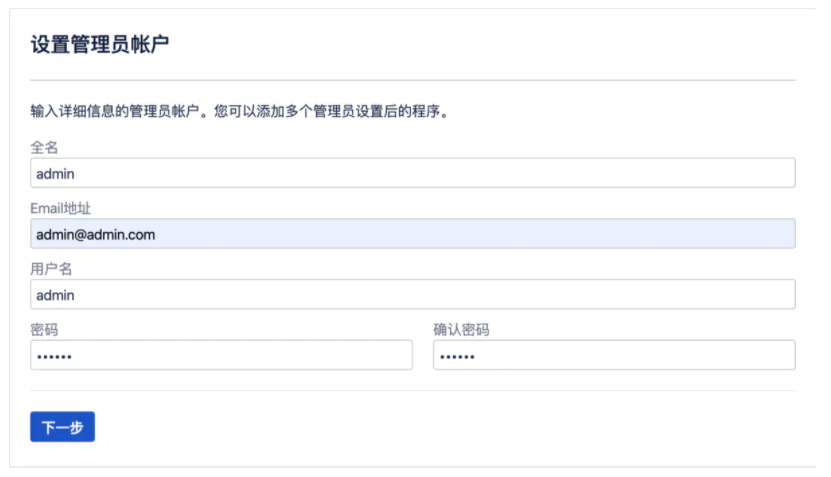 设置管理员帐户
输入详细信息的管理员帐户。您可以添加多个管理员设置后的程序。
全名
admin
Email地址
admin@admin.com
用户名
admin
密码 确认密码
•••••• ••••••
下一步